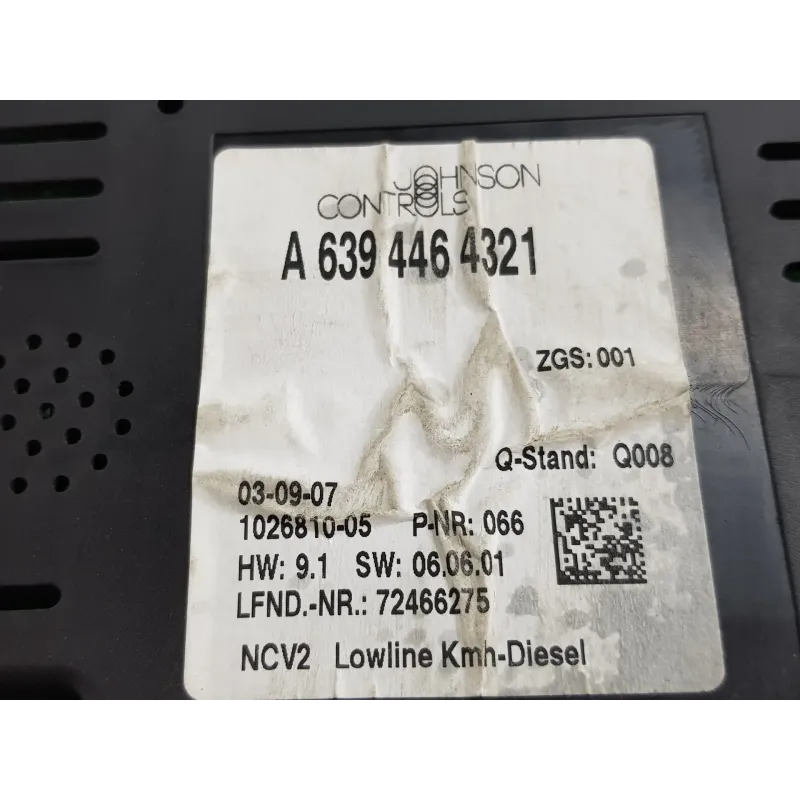 JOHNSON
CONTROLS
A 639 446 4321
ZGS: 001
Q-Stand: Q008
03-09-07
1026810-05 P-NR: 066
HW: 9.1 SW: 06.06.01
LFND.-NR.: 72466275
NCV2 Lowline Kmh-Diesel